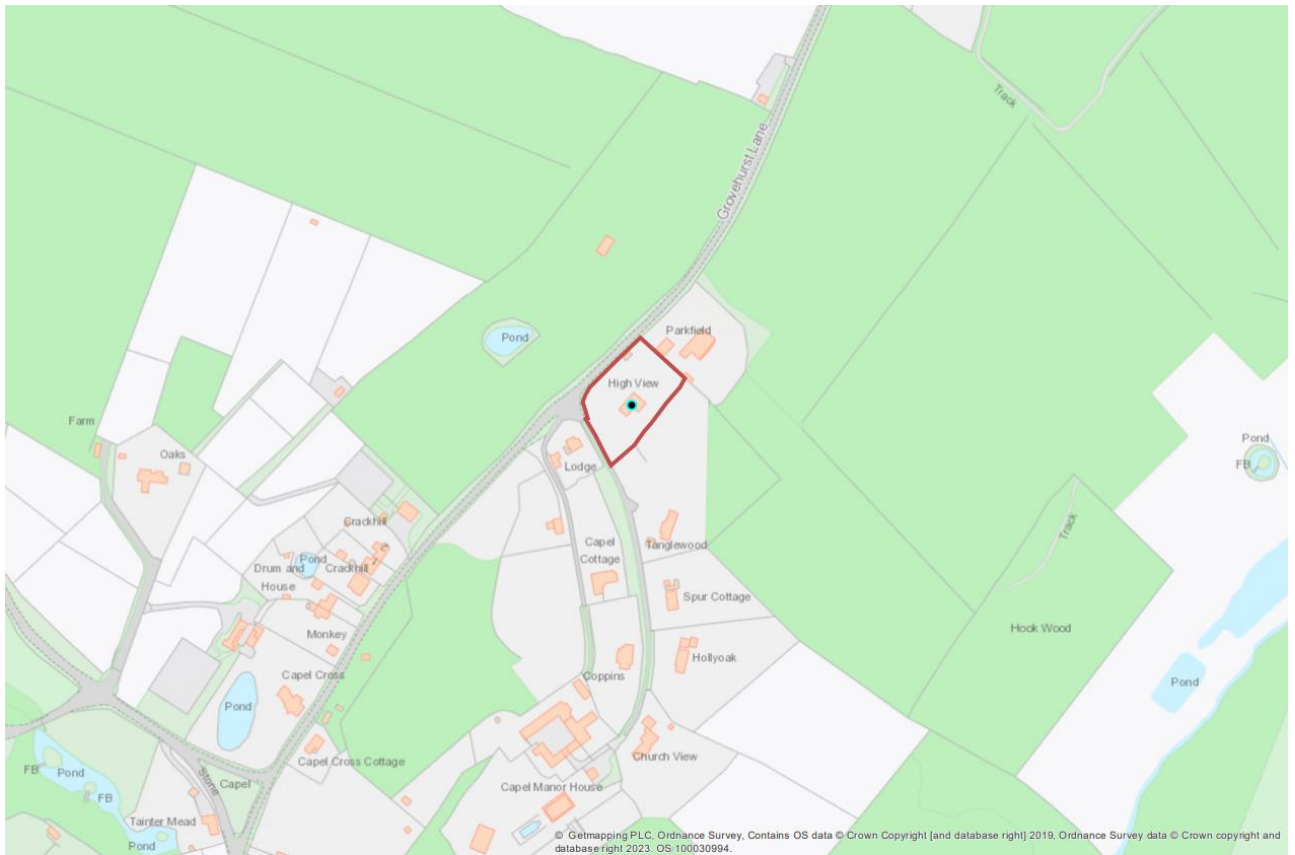 Track
Grovehurst Lane
Pond
Parkfield
High View
Farm
Oaks
Lodge
Pond
FB
Crackhill
Capel
Cottage
Tanglewood
Track
Pond
Drum and
House
Crackhill
Spur Cottage
Monkey
Hook Wood
Hollyoak
Capel Cross
Coppins
Pond
Pond
Church View
Capel Cross Cottage
FB
Pond
Stone
Capel
Capel Manor House
FB
Tainter Mead
Pond
© Getmapping PLC, Ordnance Survey, Contains OS data © Crown Copyright [and database right] 2019, Ordnance Survey data © Crown copyright and
database right 2023. OS 100030994.